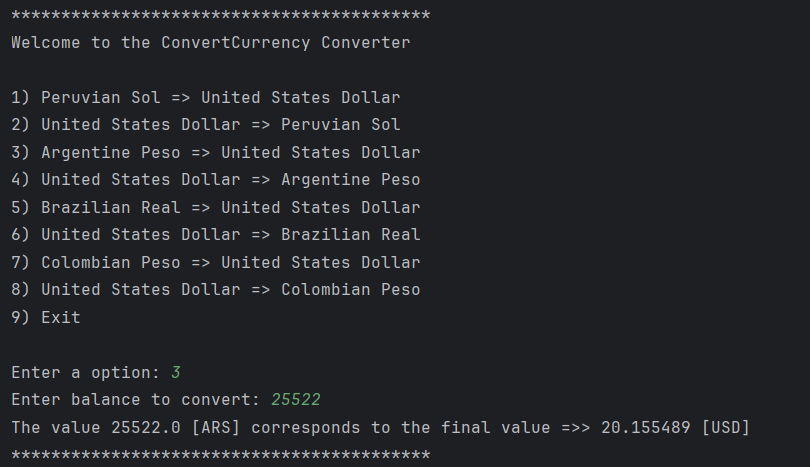 ******************************************
Welcome to the ConvertCurrency Converter
1) Peruvian Sol => United States Dollar
2) United States Dollar => Peruvian Sol
3) Argentine Peso => United States Dollar
4) United States Dollar => Argentine Peso
5) Brazilian Real => United States Dollar
6) United States Dollar => Brazilian Real
7) Colombian Peso => United States Dollar
8) United States Dollar => Colombian Peso
9) Exit
Enter a option: 3
Enter balance to convert: 25522
The value 25522.0 [ARS] corresponds to the final value =>> 20.155489 [USD]
******************************************